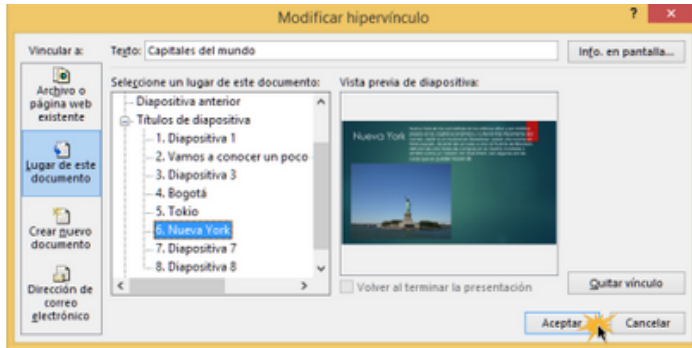 Modificar hipervínculo
Vincular a:
Texto: Capitales del mundo
Info. en pantalla...
Archivo o
página web
existente
Lugar de este
documento
Crear nuevo
documento
Dirección de
correo
electrónico
Seleccione un lugar de este documento:
Diapositiva anterior
Títulos de diapositiva
1. Diapositiva 1
2. Vamos a conocer un poco
3. Diapositiva 3
4. Bogotá
5. Tokio
6. Nueva York
7. Diapositiva 7
8. Diapositiva 8
Vista previa de diapositiva:
Nueva York
Volver al terminar la presentación
Quitar vínculo
Aceptar
Cancelar